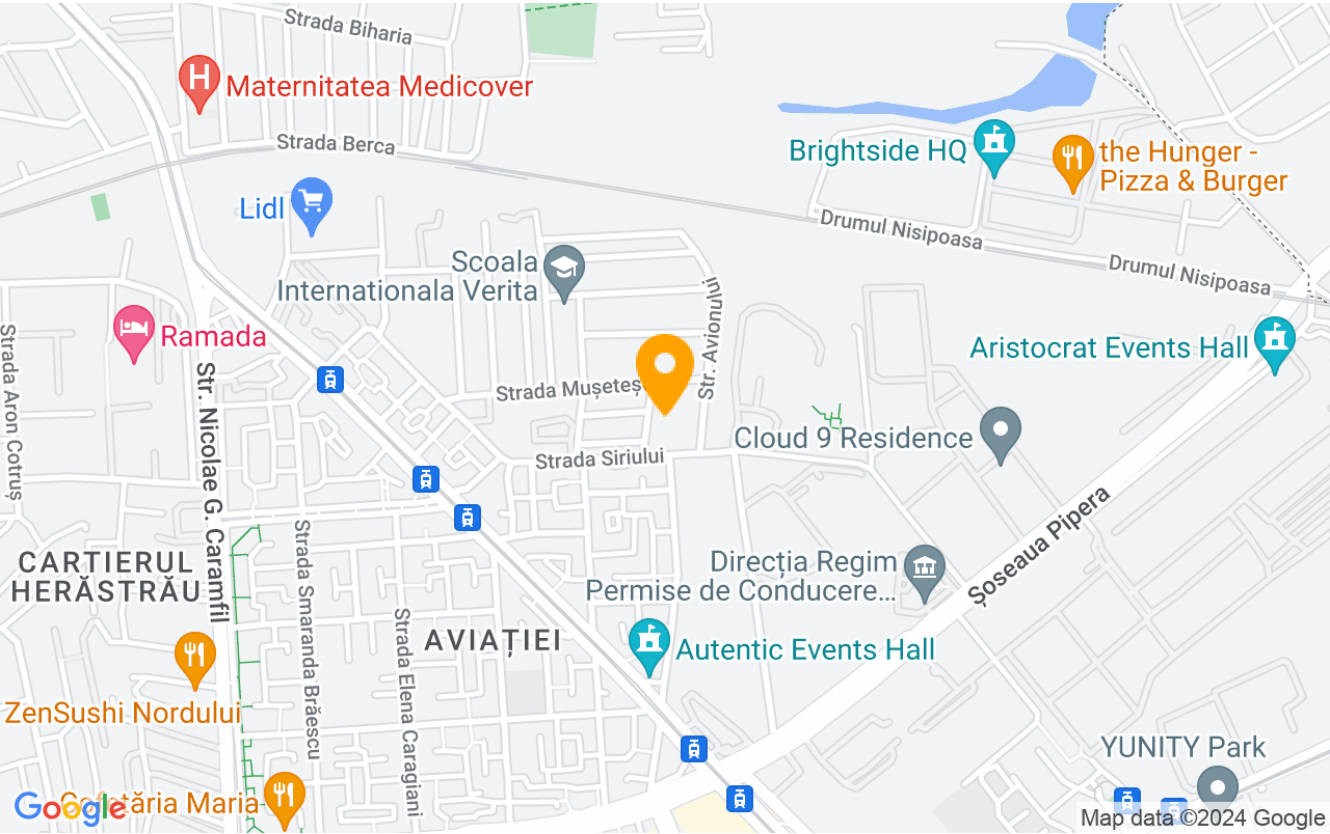 Strada Biharia
Maternitatea Medicover
Strada Berca
Brightside HQ
the Hunger -
Pizza & Burger
Lidl
Drumul Nisipoasa
Scoala
Internationala Verita
Drumul Nisipoasa
Str. Avionului
Ramada
Aristocrat Events Hall
Strada Aron Cotruș
Str. Nicolae G. Caramfil
Strada Mușeteș
Cloud 9 Residence
Strada Siriului
Șoseaua Pipera
CARTIERUL
HERĂSTRĂU
Strada Smaranda Brăescu
Direcția Regim
Permise de Conducere...
Strada Elena Caragiani
AVIAȚIEI
Autentic Events Hall
ZenSushi Nordului
YUNITY Park
Google
Cofetăria Maria
Map data ©2024 Google